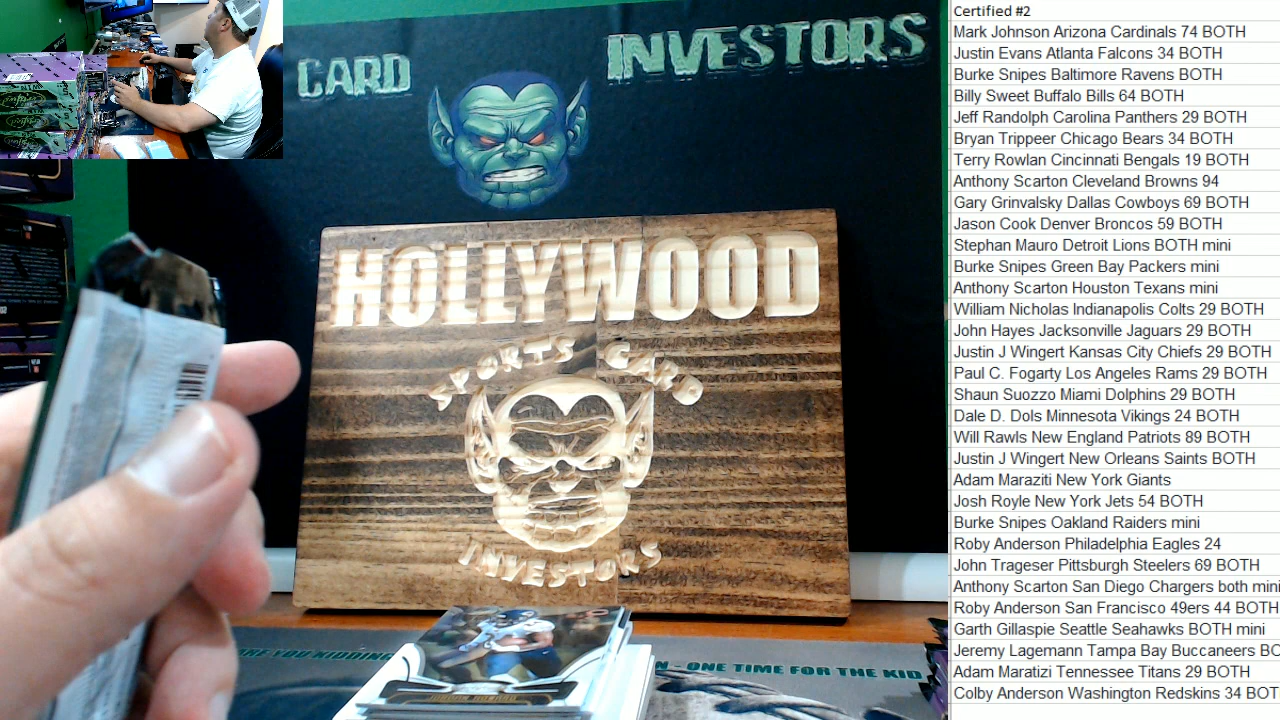 CARD INVESTORS
HOLLYWOOD
SPORTS CARD
INVESTORS
ARE YOU KIDDING
- ONE TIME FOR THE KID
Certified #2
Mark Johnson Arizona Cardinals 74 BOTH
Justin Evans Atlanta Falcons 34 BOTH
Burke Snipes Baltimore Ravens BOTH
Billy Sweet Buffalo Bills 64 BOTH
Jeff Randolph Carolina Panthers 29 BOTH
Bryan Trippeer Chicago Bears 34 BOTH
Terry Rowlan Cincinnati Bengals 19 BOTH
Anthony Scarton Cleveland Browns 94
Gary Grinvalsky Dallas Cowboys 69 BOTH
Jason Cook Denver Broncos 59 BOTH
Stephan Mauro Detroit Lions BOTH mini
Burke Snipes Green Bay Packers mini
Anthony Scarton Houston Texans mini
William Nicholas Indianapolis Colts 29 BOTH
John Hayes Jacksonville Jaguars 29 BOTH
Justin J Wingert Kansas City Chiefs 29 BOTH
Paul C. Fogarty Los Angeles Rams 29 BOTH
Shaun Suozzo Miami Dolphins 29 BOTH
Dale D. Dols Minnesota Vikings 24 BOTH
Will Rawls New England Patriots 89 BOTH
Justin J Wingert New Orleans Saints BOTH
Adam Maraziti New York Giants
Josh Royle New York Jets 54 BOTH
Burke Snipes Oakland Raiders mini
Roby Anderson Philadelphia Eagles 24
John Trageser Pittsburgh Steelers 69 BOTH
Anthony Scarton San Diego Chargers both mini
Roby Anderson San Francisco 49ers 44 BOTH
Garth Gillaspie Seattle Seahawks BOTH mini
Jeremy Lagemann Tampa Bay Buccaneers BO
Adam Maratizi Tennessee Titans 29 BOTH
Colby Anderson Washington Redskins 34 BOT